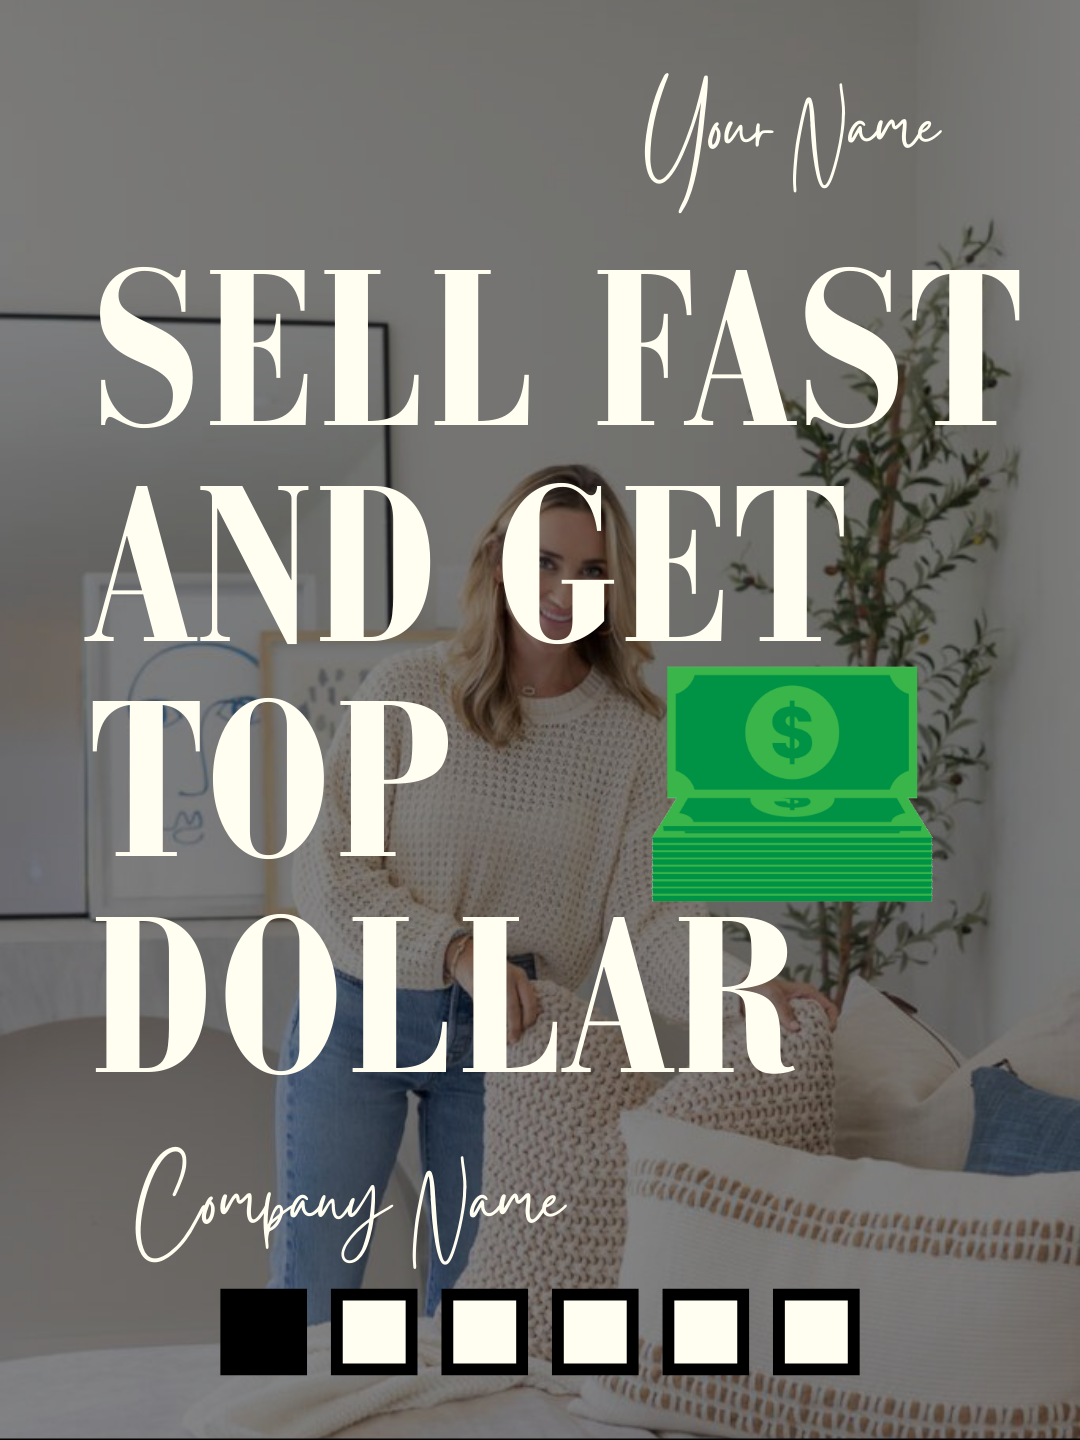 Your Name
SELL FAST
AND GET
TOP
$
$
DOLLAR
Company Name